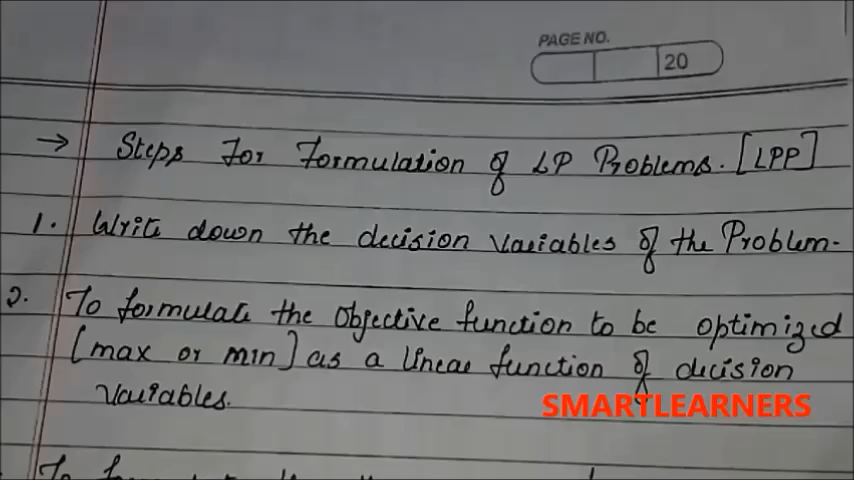 PAGE NO.
20
→ Steps For Formulation of LP Problems. [LPP]
1. Write down the decision variables of the Problem.
2. To formulate the Objective function to be optimized
[max or min] as a linear function of decision
Variables.
SMARTLEARNERS
To